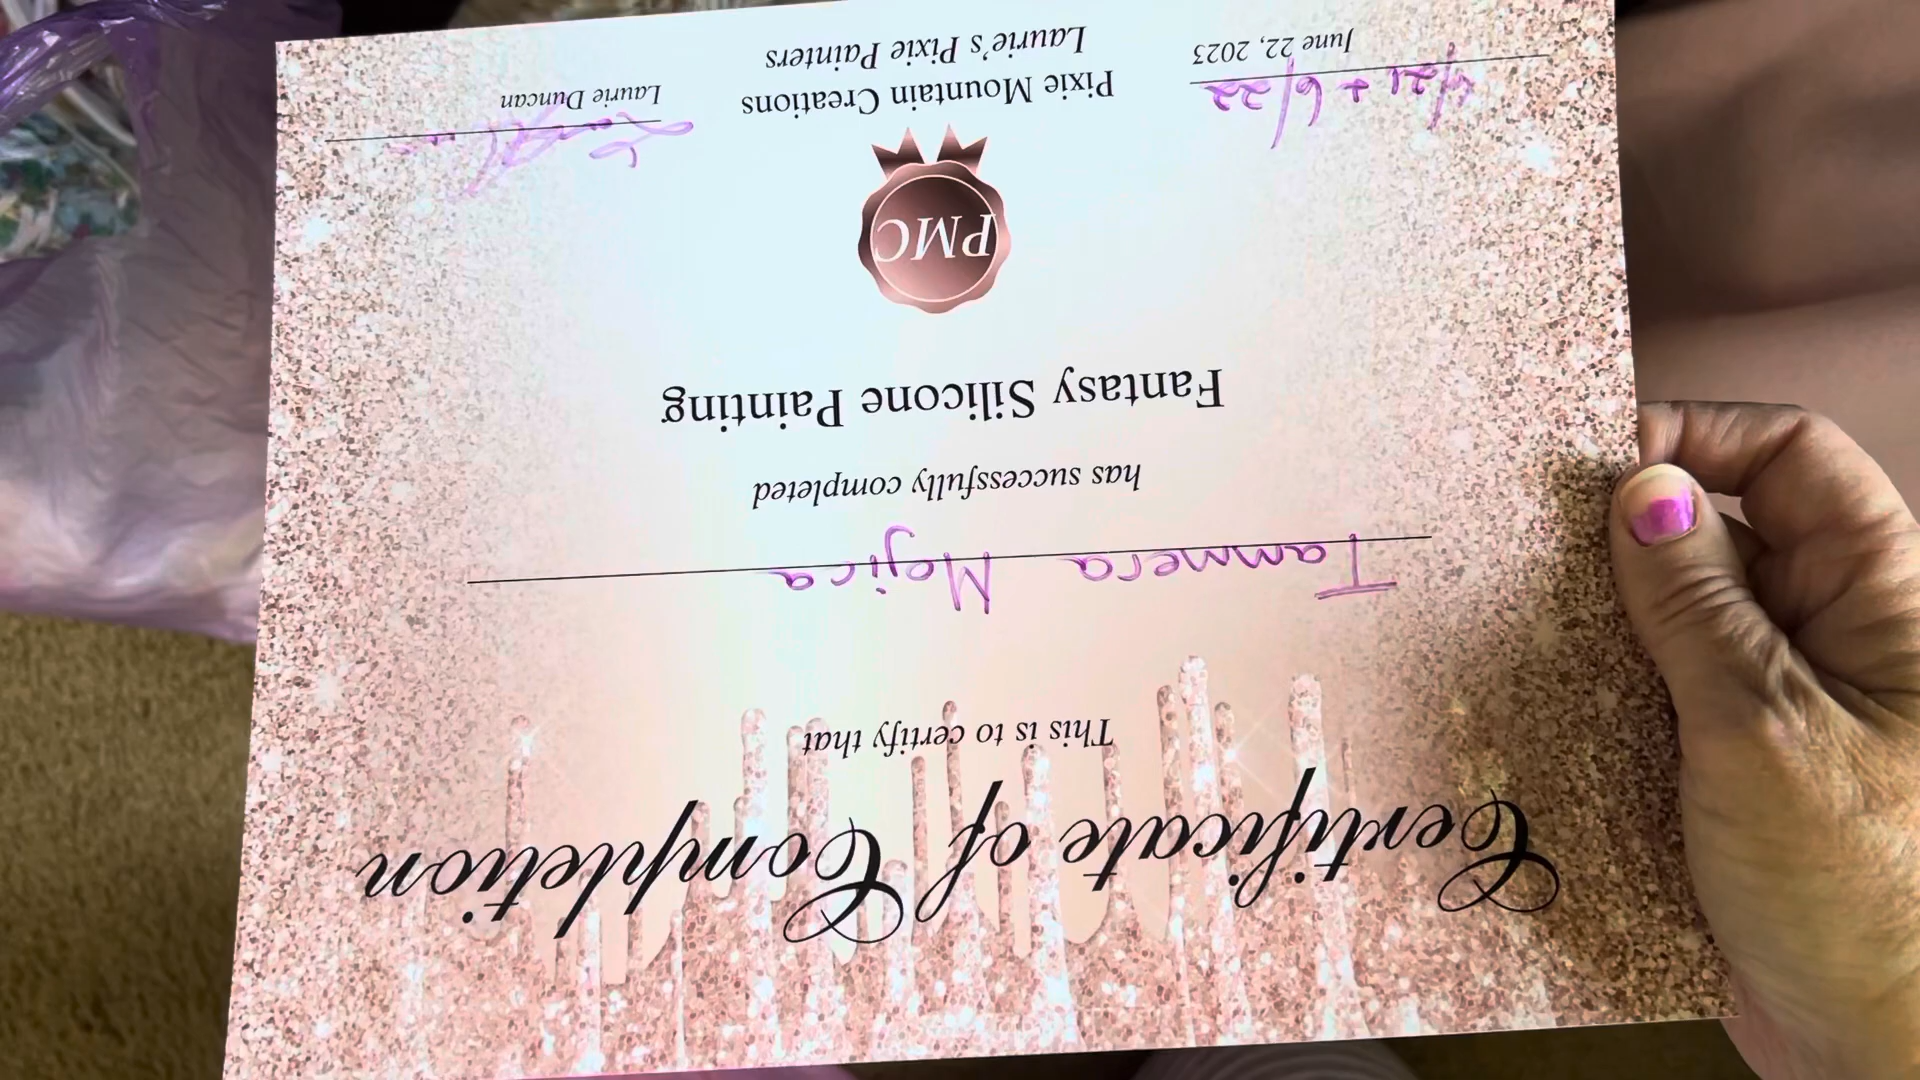 Certificate of Completion
This is to certify that
Tammera Mojica
has successfully completed
Fantasy Silicone Painting
PMC
Pixie Mountain Creations
Laurie's Pixie Painters
6/21 + 6/22
June 22, 2023
Laurie Duncan